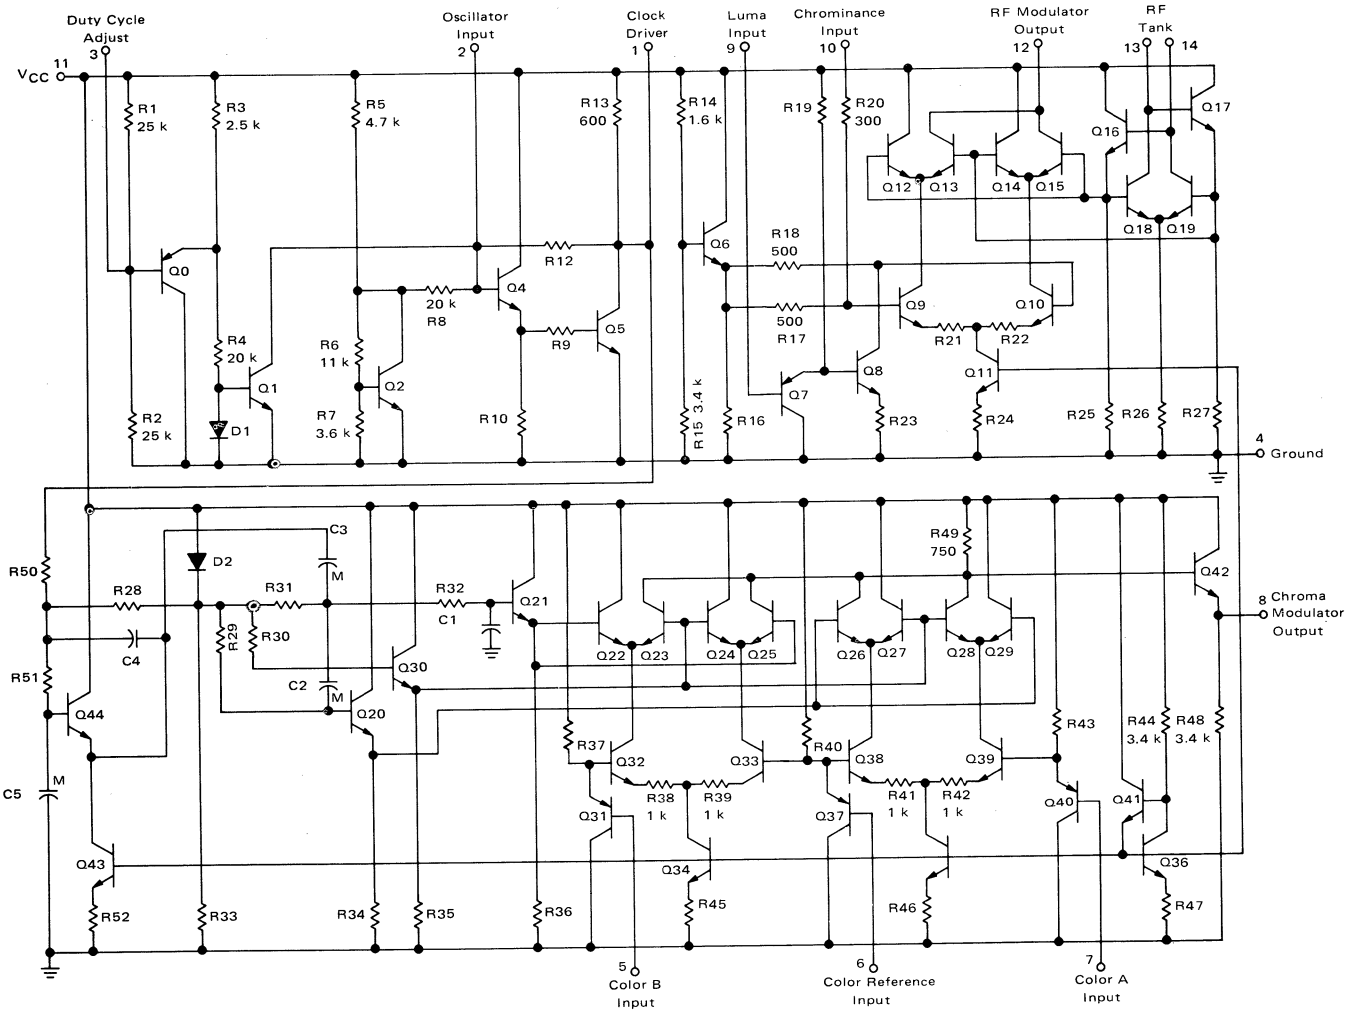 Duty Cycle
Adjust
3
Oscillator
Input
2
Clock
Driver
1
Luma
Input
9
Chrominance
Input
10
RF Modulator
Output
12
RF
Tank
13
14
VCC
11
R1
25 k
R3
2.5 k
R5
4.7 k
R13
600
R14
1.6 k
R19
R20
300
Q17
Q16
Q12
Q13
Q14
Q15
Q18
Q19
Q0
R12
Q6
R18
500
Q4
20 k
R8
Q9
Q10
R9
Q5
500
R17
R21
R22
R4
20 k
R6
11 k
Q1
Q2
Q7
Q8
Q11
R2
25 k
D1
R7
3.6 k
R10
R15 3.4 k
R16
R23
R24
R25
R26
R27
4
Ground
C3
M
D2
R49
750
R50
R28
R31
R32
C1
Q21
Q42
8 Chroma
Modulator
Output
R29
R30
C4
Q22
Q23
Q24
Q25
Q26
Q27
Q28
Q29
R51
Q30
C2
M
Q44
Q20
R37
R40
R43
R44
3.4 k
R48
3.4 k
Q32
Q33
Q38
Q39
C5
M
R38
1 k
R39
1 k
R41
1 k
R42
1 k
Q31
Q37
Q40
Q41
Q43
Q34
Q36
R52
R33
R34
R35
R36
R45
R46
R47
5
Color B
Input
6
Color Reference
Input
7
Color A
Input